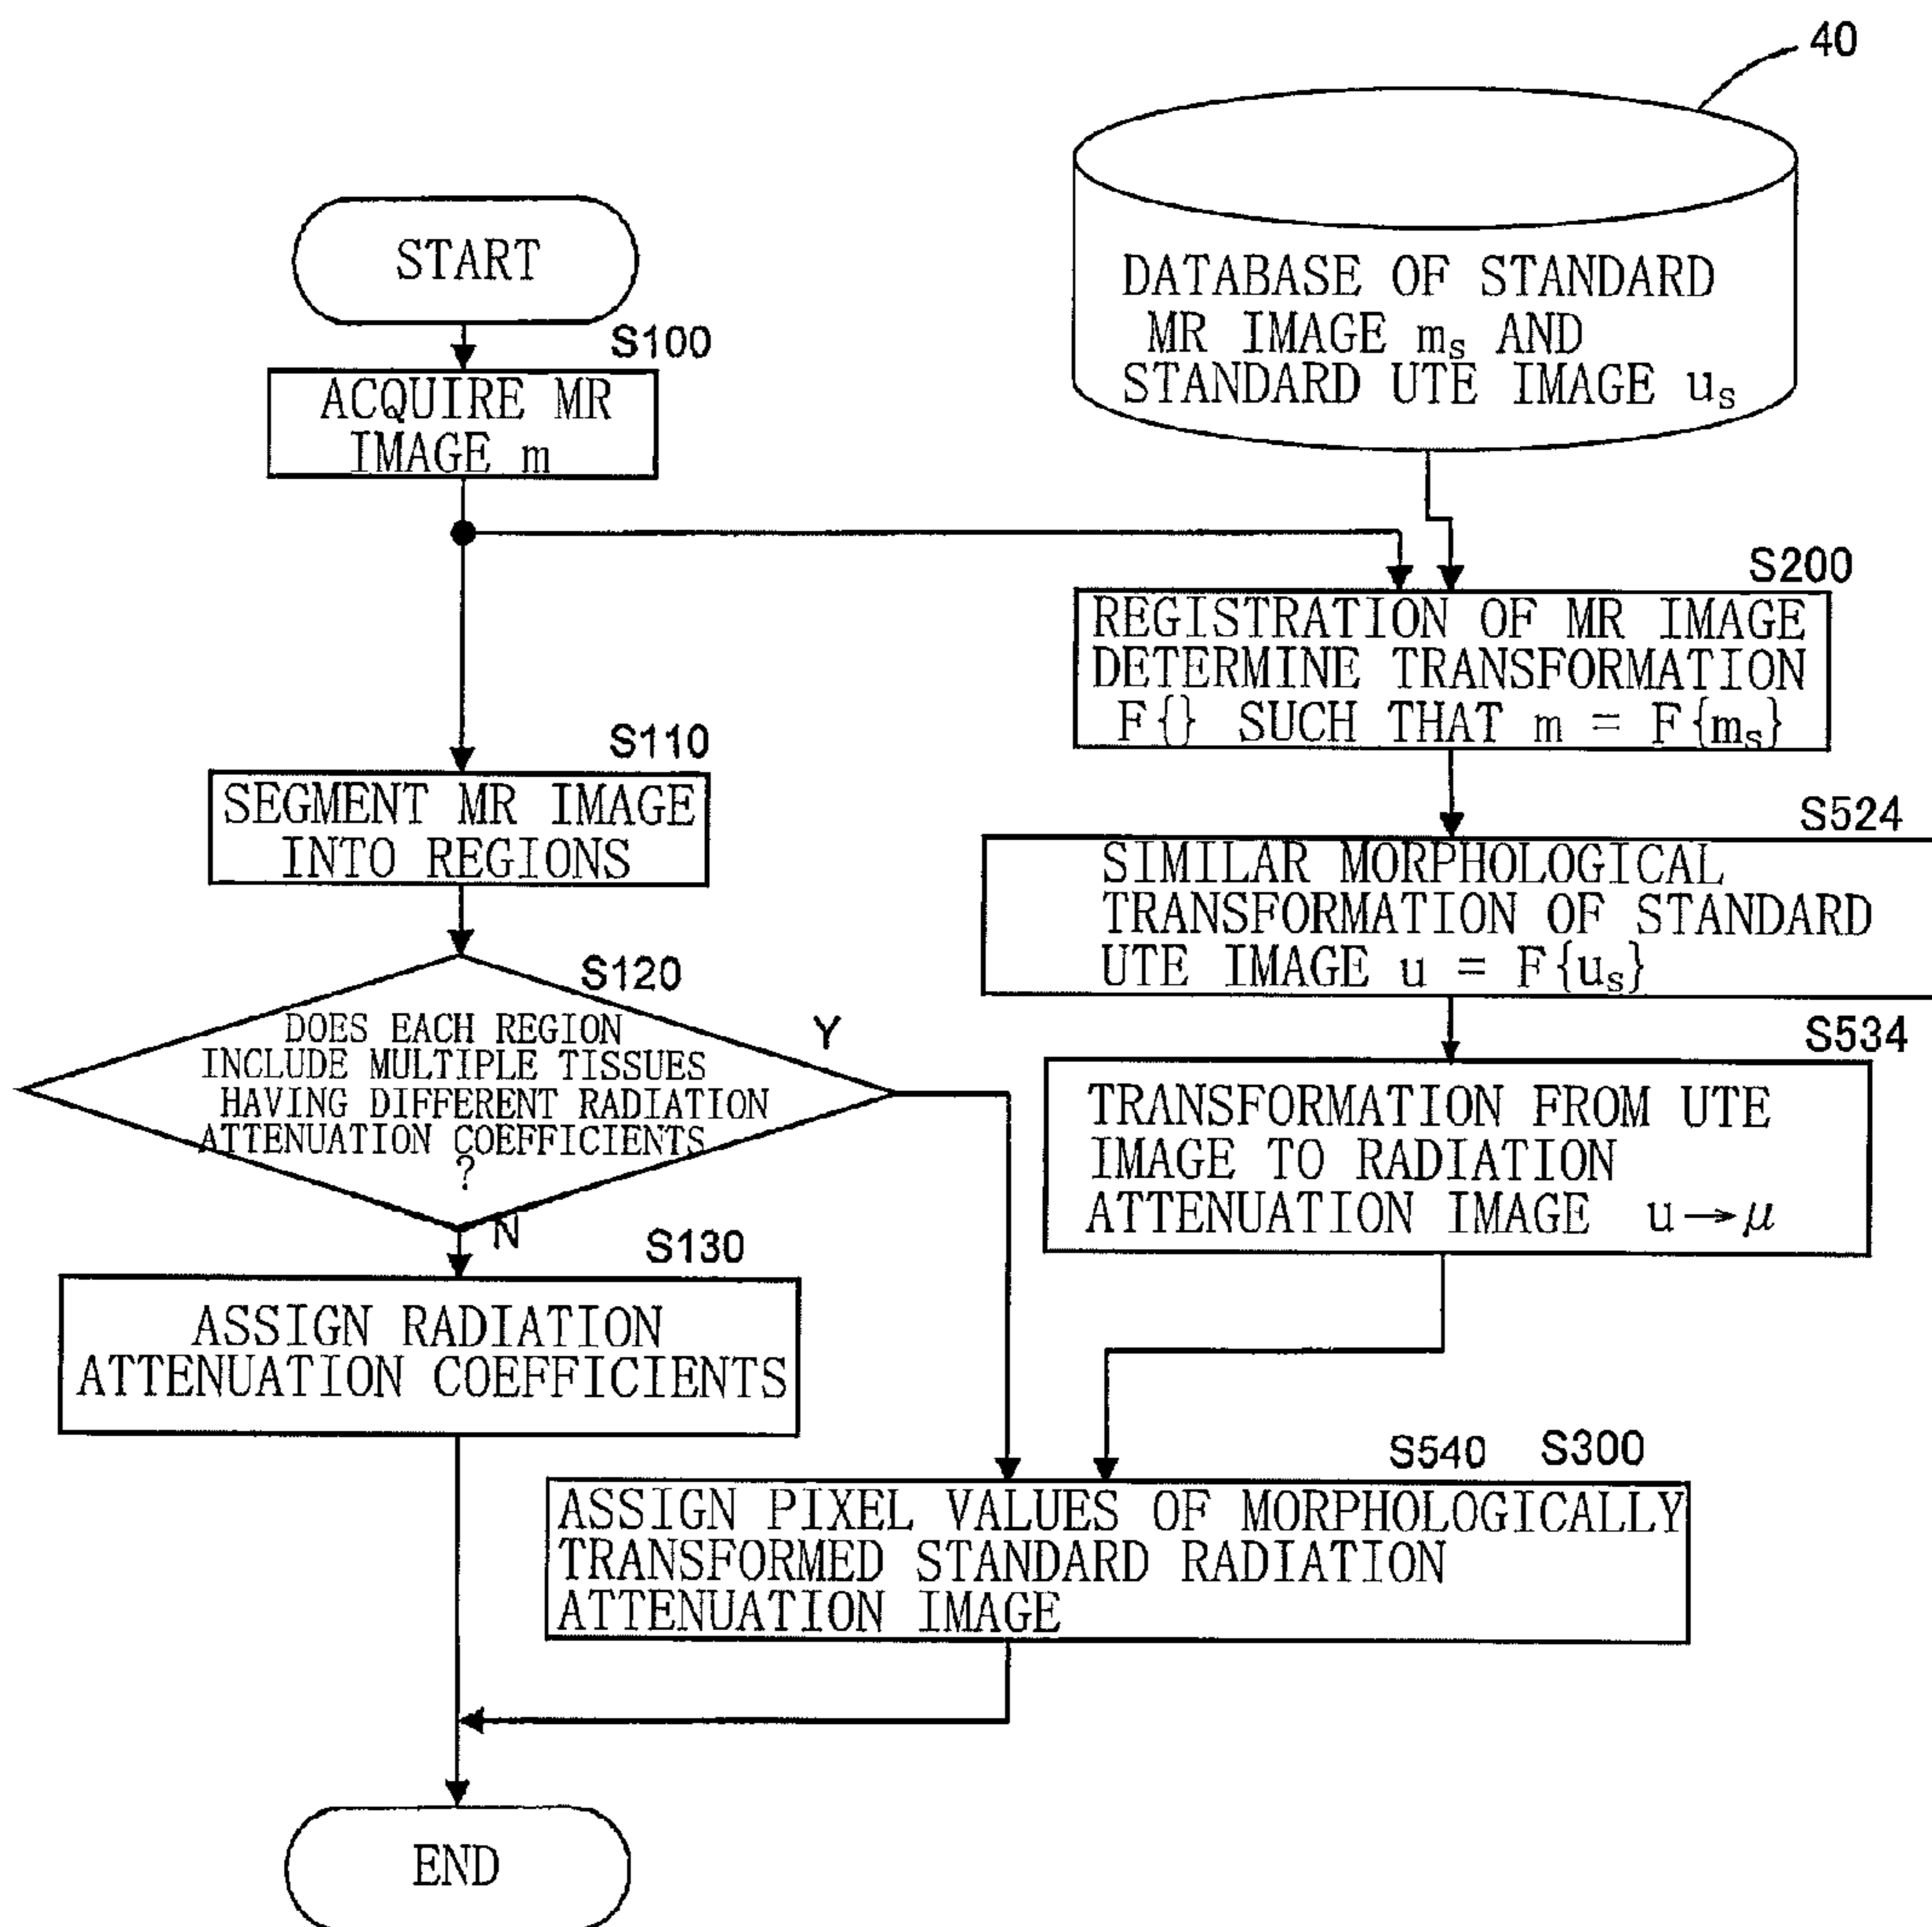 40
START
DATABASE OF STANDARD
MR IMAGE ms AND
STANDARD UTE IMAGE us
S100
ACQUIRE MR
IMAGE m
S200
REGISTRATION OF MR IMAGE
DETERMINE TRANSFORMATION
F{} SUCH THAT m = F{ms}
S110
SEGMENT MR IMAGE
INTO REGIONS
S524
SIMILAR MORPHOLOGICAL
TRANSFORMATION OF STANDARD
UTE IMAGE u = F{us}
S120
DOES EACH REGION
INCLUDE MULTIPLE TISSUES
HAVING DIFFERENT RADIATION
ATTENUATION COEFFICIENTS
?
Y
N
S534
TRANSFORMATION FROM UTE
IMAGE TO RADIATION
ATTENUATION IMAGE u→μ
S130
ASSIGN RADIATION
ATTENUATION COEFFICIENTS
S540 S300
ASSIGN PIXEL VALUES OF MORPHOLOGICALLY
TRANSFORMED STANDARD RADIATION
ATTENUATION IMAGE
END